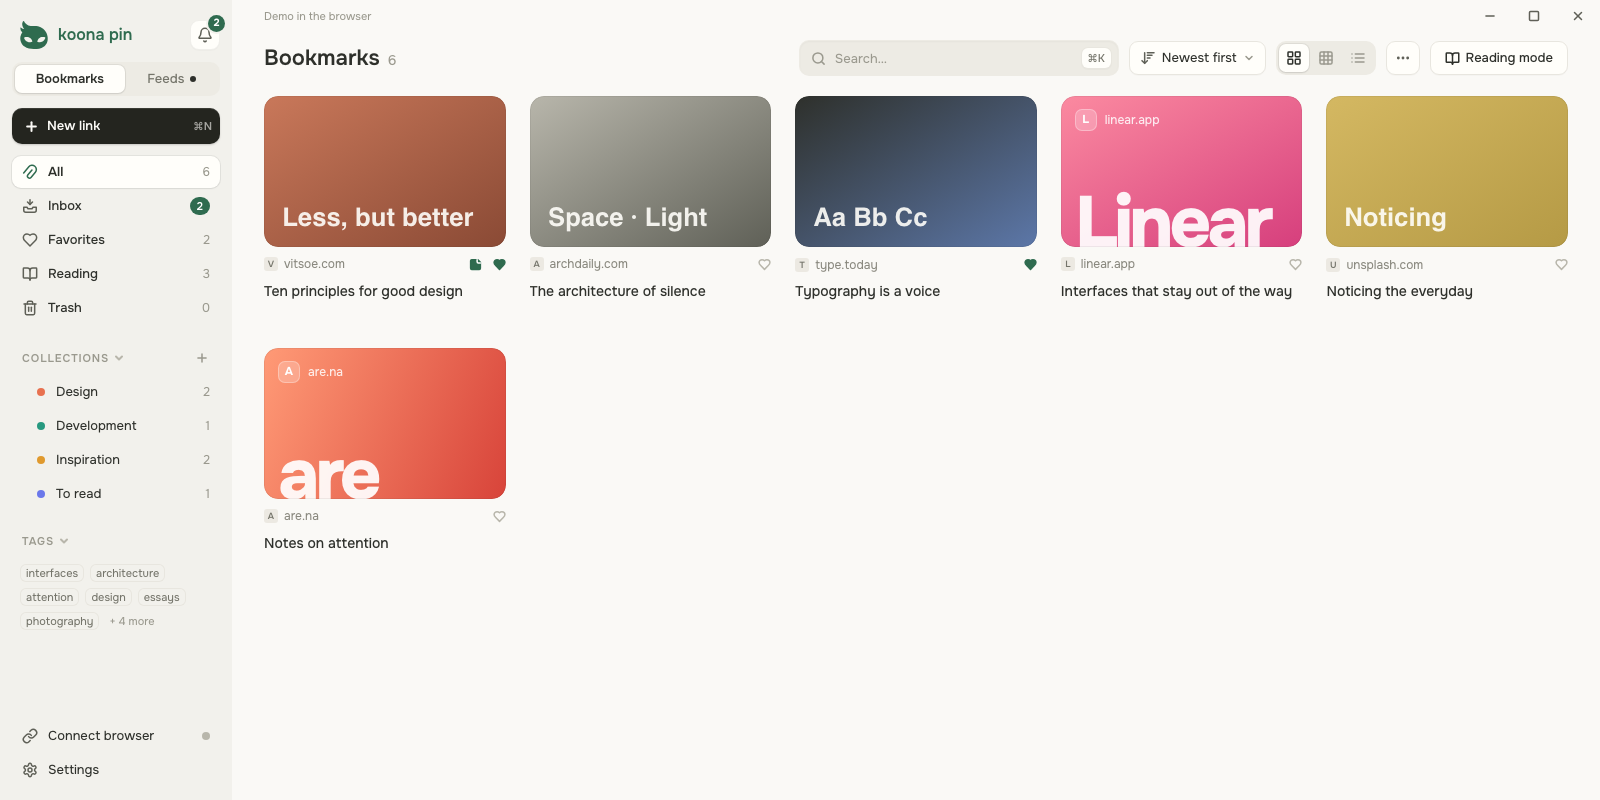 koona pin
2
Bookmarks
Feeds
New link ⌘N
All 6
Inbox 2
Favorites 2
Reading 3
Trash 0
COLLECTIONS
Design 2
Development 1
Inspiration 2
To read 1
TAGS
interfaces architecture
attention design essays
photography + 4 more
Connect browser
Settings
Demo in the browser
Bookmarks 6
Search... ⌘K
Newest first
Reading mode
Less, but better
V vitsoe.com
Ten principles for good design
Space · Light
A archdaily.com
The architecture of silence
Aa Bb Cc
T type.today
Typography is a voice
L linear.app
Linear
L linear.app
Interfaces that stay out of the way
Noticing
U unsplash.com
Noticing the everyday
A are.na
are
A are.na
Notes on attention